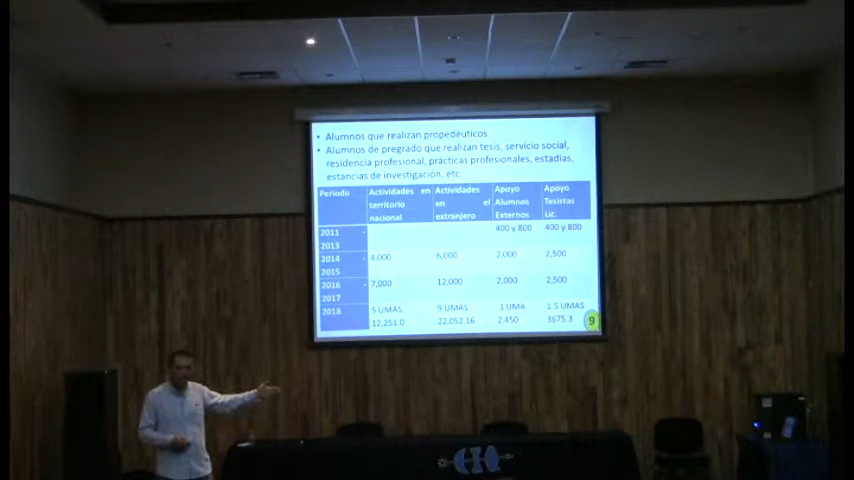 • Alumnos que realizan propedéuticos
• Alumnos de pregrado que realizan tesis, servicio social,
residencia profesional, prácticas profesionales, estadías,
estancias de investigación, etc.
Periodo Actividades en territorio nacional Actividades en el extranjero Apoyo Alumnos Externos Apoyo Tesistas Lic.
2011 - 2013 400 y 800 400 y 800
2014 - 2015 4,000 6,000 2,000 2,500
2016 - 2017 7,000 12,000 2,000 2,500
2018 5 UMAS 12,251.0 9 UMAS 22,052.16 1 UMA 2,450 1.5 UMAS 3675.3
9
CIO